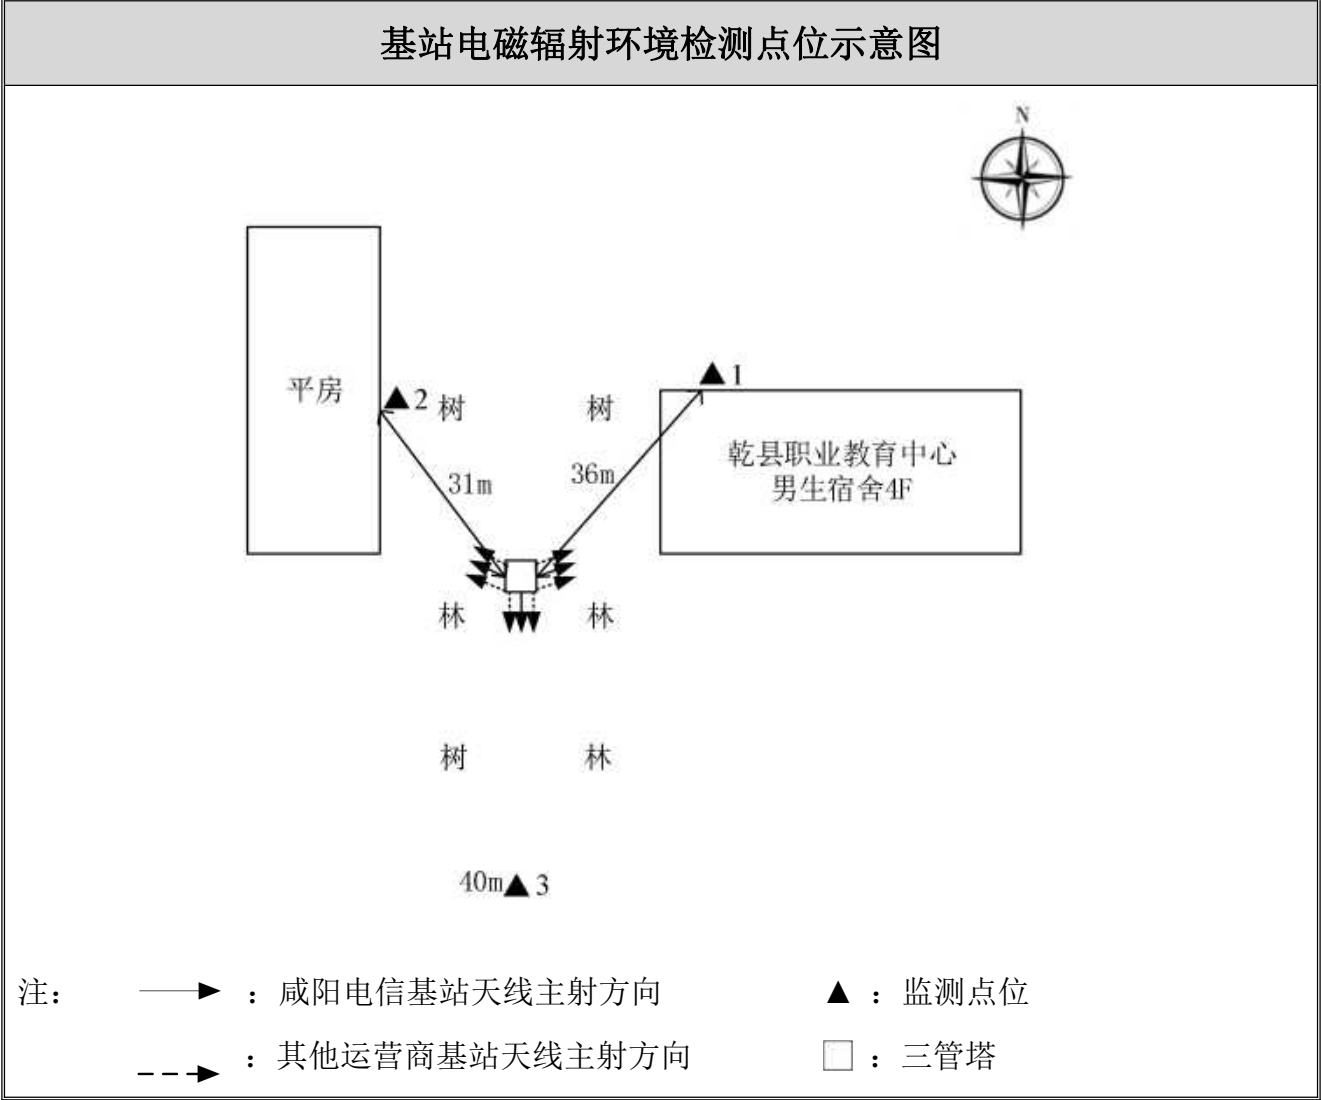 基站电磁辐射环境检测点位示意图
N
1
平房
2
树
树
乾县职业教育中心
男生宿舍4F
31m
36m
林
林
树
林
40m
3
注：
：咸阳电信基站天线主射方向
：监测点位
：其他运营商基站天线主射方向
：三管塔